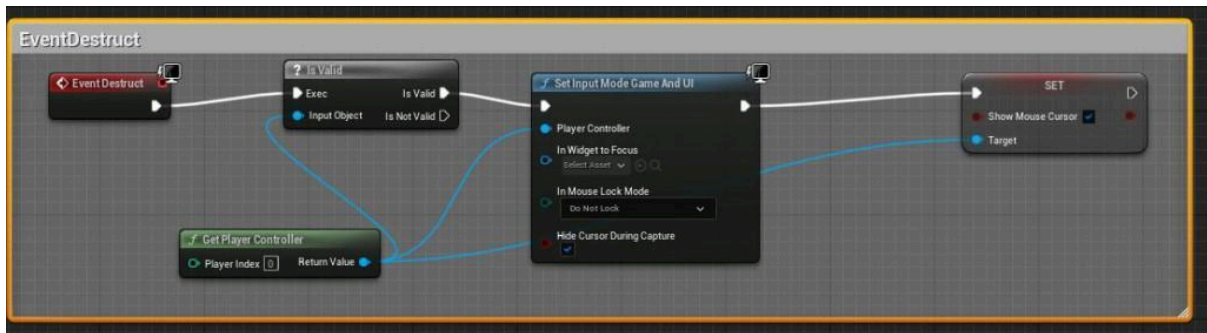 EventDestruct
Event Destruct
? Is Valid
Exec
Is Valid
Input Object
Is Not Valid
f Set Input Mode Game And UI
Player Controller
In Widget to Focus
Select Asset
In Mouse Lock Mode
Do Not Lock
Hide Cursor During Capture
SET
Show Mouse Cursor
Target
f Get Player Controller
Player Index 0
Return Value